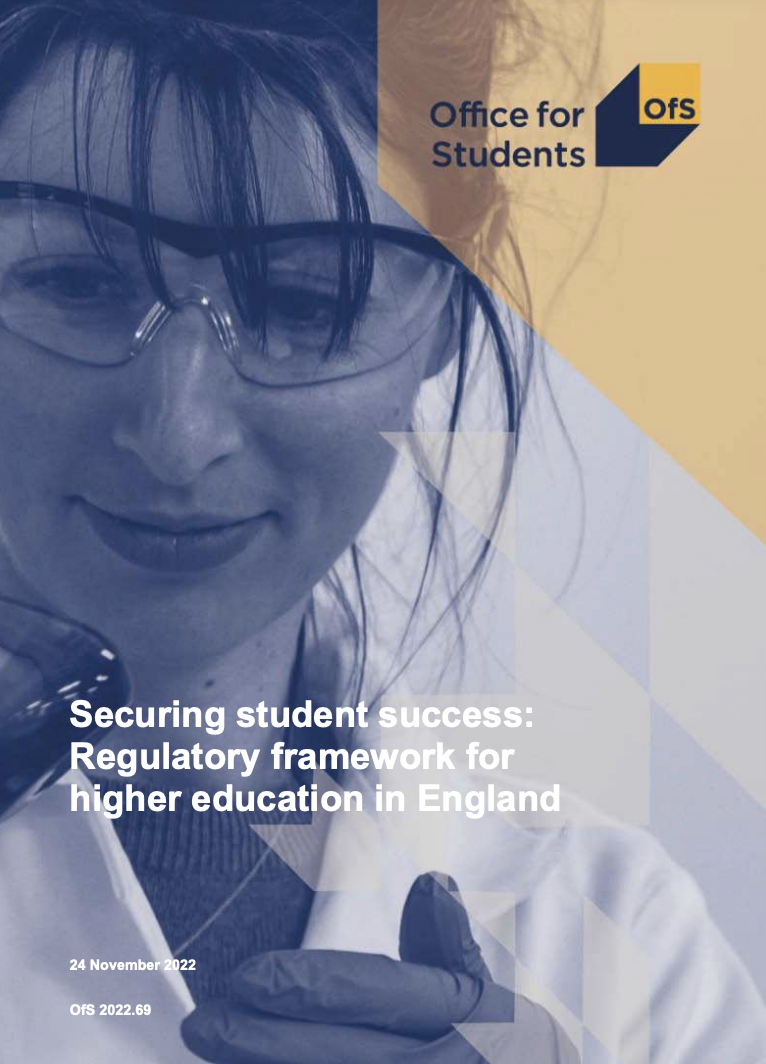 Office for
Students
OfS
Securing student success:
Regulatory framework for
higher education in England
24 November 2022
OfS 2022.69